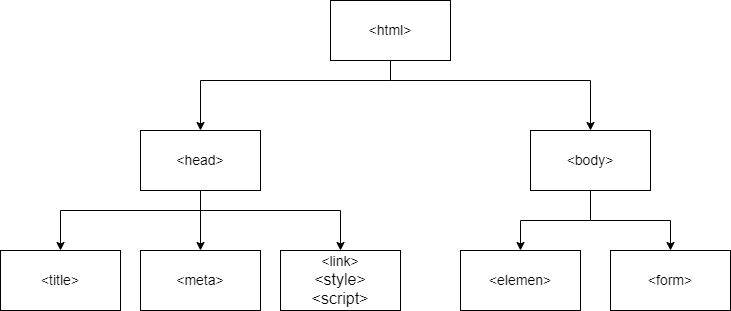 <html>
<head>
<body>
<title>
<meta>
<link>
<style>
<script>
<elemen>
<form>